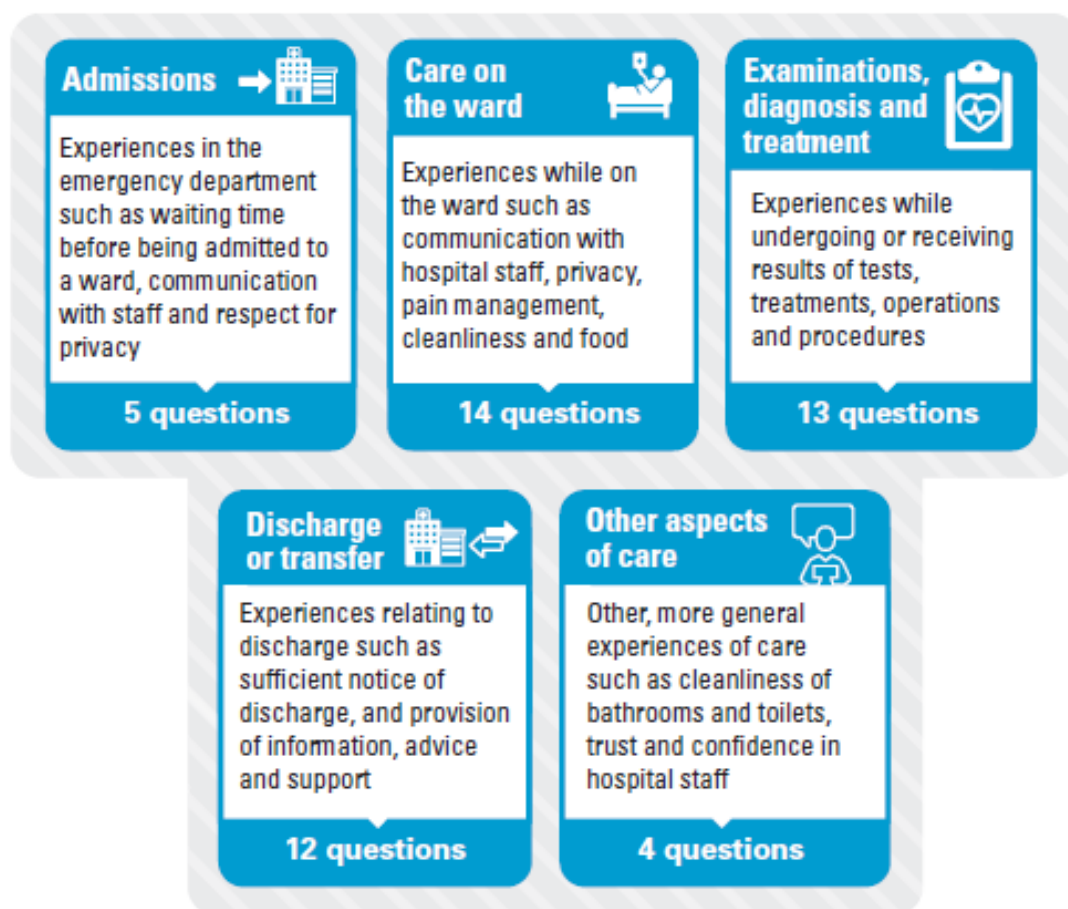 Admissions
Experiences in the
emergency department
such as waiting time
before being admitted to
a ward, communication
with staff and respect for
privacy
5 questions
Care on
the ward
Experiences while on
the ward such as
communication with
hospital staff, privacy,
pain management,
cleanliness and food
14 questions
Examinations,
diagnosis and
treatment
Experiences while
undergoing or receiving
results of tests,
treatments, operations
and procedures
13 questions
Discharge
or transfer
Experiences relating to
discharge such as
sufficient notice of
discharge, and provision
of information, advice
and support
12 questions
Other aspects
of care
Other, more general
experiences of care
such as cleanliness of
bathrooms and toilets,
trust and confidence in
hospital staff
4 questions